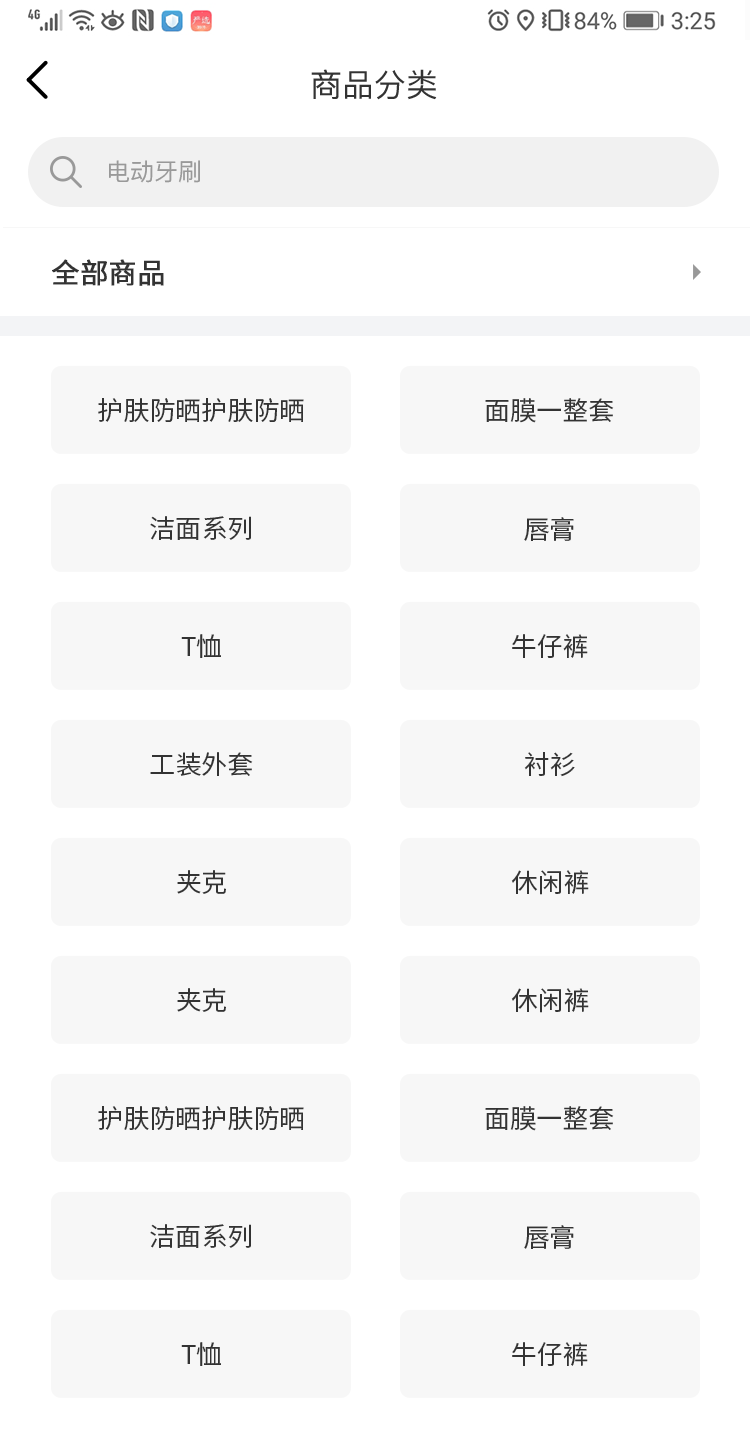 4G 84% 3:25
商品分类
电动牙刷
全部商品
护肤防晒护肤防晒 面膜一整套
洁面系列 唇膏
T恤 牛仔裤
工装外套 衬衫
夹克 休闲裤
夹克 休闲裤
护肤防晒护肤防晒 面膜一整套
洁面系列 唇膏
T恤 牛仔裤